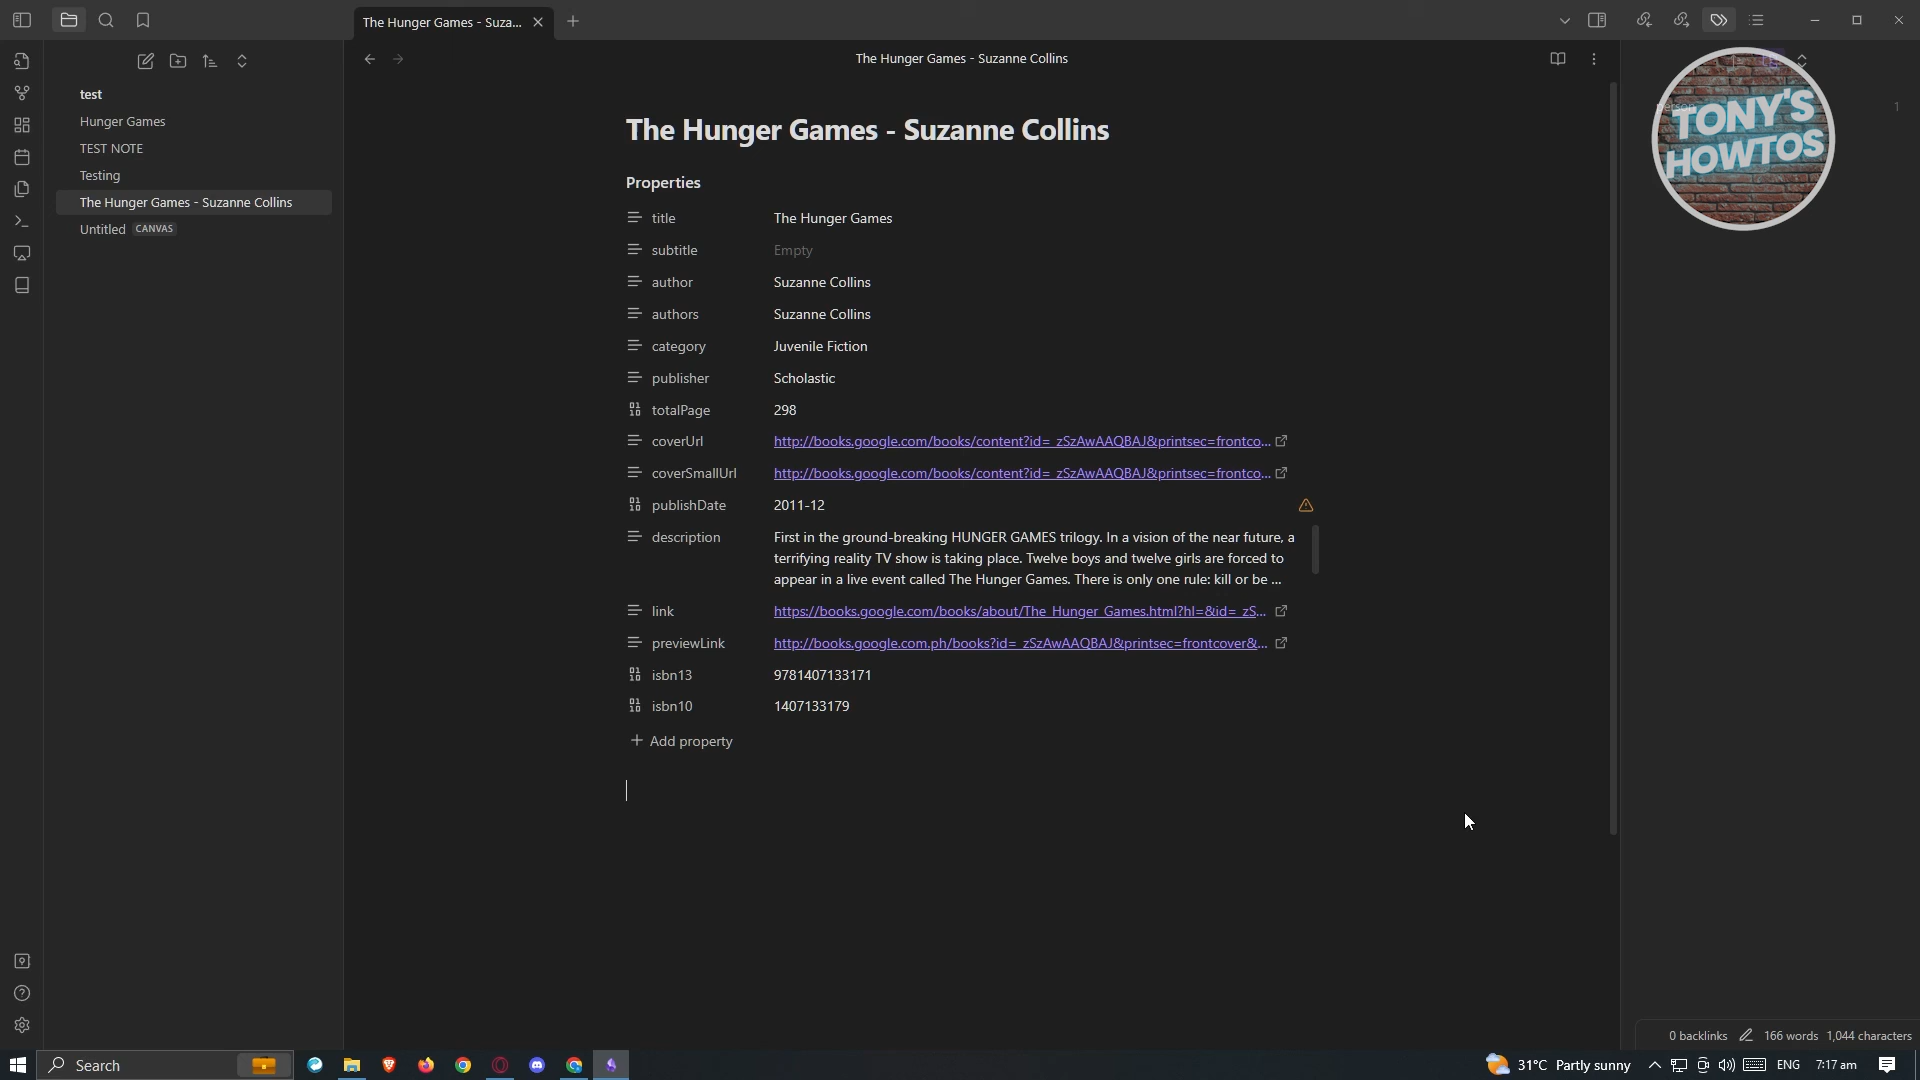 The Hunger Games - Suza...
The Hunger Games - Suzanne Collins
test
Hunger Games
TEST NOTE
Testing
The Hunger Games - Suzanne Collins
Untitled CANVAS
The Hunger Games - Suzanne Collins
Properties
title The Hunger Games
subtitle Empty
author Suzanne Collins
authors Suzanne Collins
category Juvenile Fiction
publisher Scholastic
totalPage 298
coverUrl http://books.google.com/books/content?id=_zSzAwAAQBAJ&printsec=frontco...
coverSmallUrl http://books.google.com/books/content?id=_zSzAwAAQBAJ&printsec=frontco...
publishDate 2011-12
description First in the ground-breaking HUNGER GAMES trilogy. In a vision of the near future, a
terrifying reality TV show is taking place. Twelve boys and twelve girls are forced to
appear in a live event called The Hunger Games. There is only one rule: kill or be ...
link https://books.google.com/books/about/The_Hunger_Games.html?hl=&id=_zS...
previewLink http://books.google.com.ph/books?id=_zSzAwAAQBAJ&printsec=frontcover&...
isbn13 9781407133171
isbn10 1407133179
+ Add property
person 1
TONY'S
HOWTOS
0 backlinks 166 words 1,044 characters
Search
31°C Partly sunny ENG 7:17 am